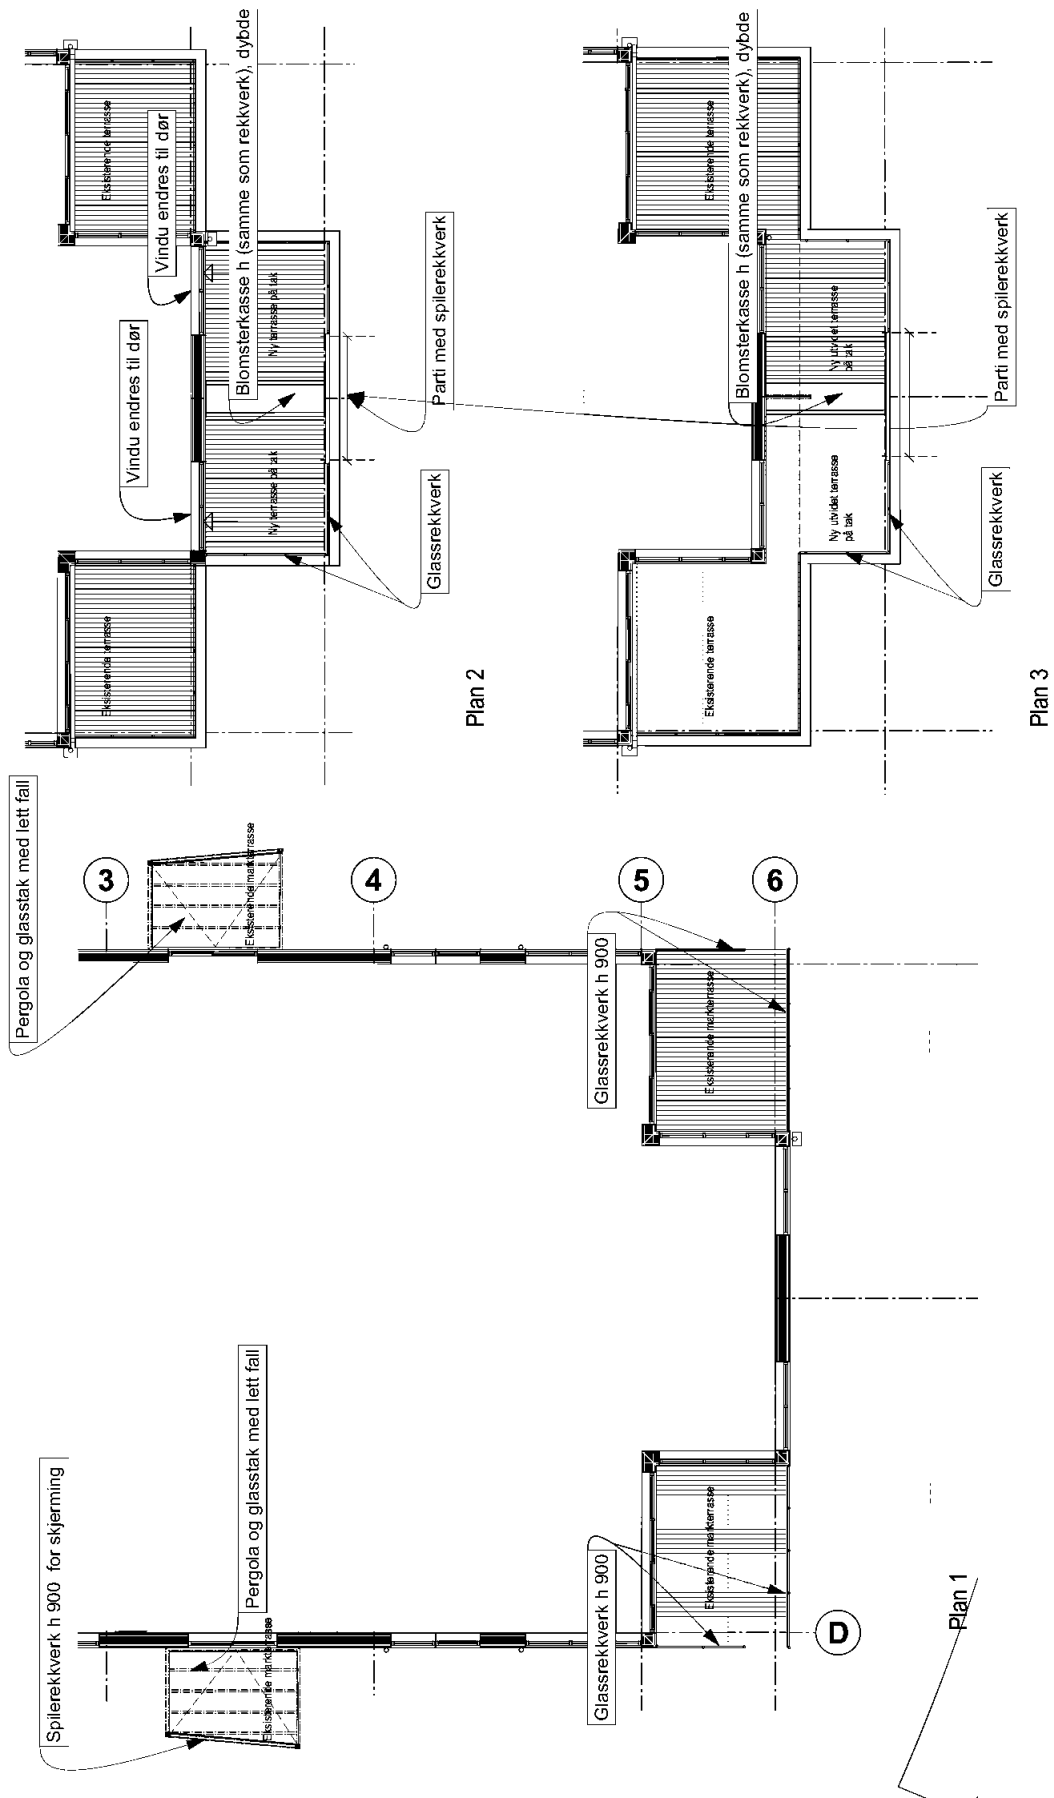 Eksisterende terrasse
Vindu endres til dør
Vindu endres til dør
Blomsterkasse h (samme som rekkverk), dybde
Ny terrasse på tak
Ny terrasse på tak
Parti med spilerekkverk
Glassrekkverk
Eksisterende terrasse
Plan 2
Eksisterende terrasse
Blomsterkasse h (samme som rekkverk), dybde
Ny utvidet terrasse
på tak
Ny utvidet terrasse
på tak
Parti med spilerekkverk
Glassrekkverk
Eksisterende terrasse
Plan 3
Pergola og glasstak med lett fall
Eksisterende markterrasse
3
4
5
6
Glassrekkverk h 900
Eksisterende markterrasse
Spilerekkverk h 900 for skjerming
Pergola og glasstak med lett fall
Eksisterende markterrasse
Glassrekkverk h 900
Eksisterende markterrasse
D
Plan 1